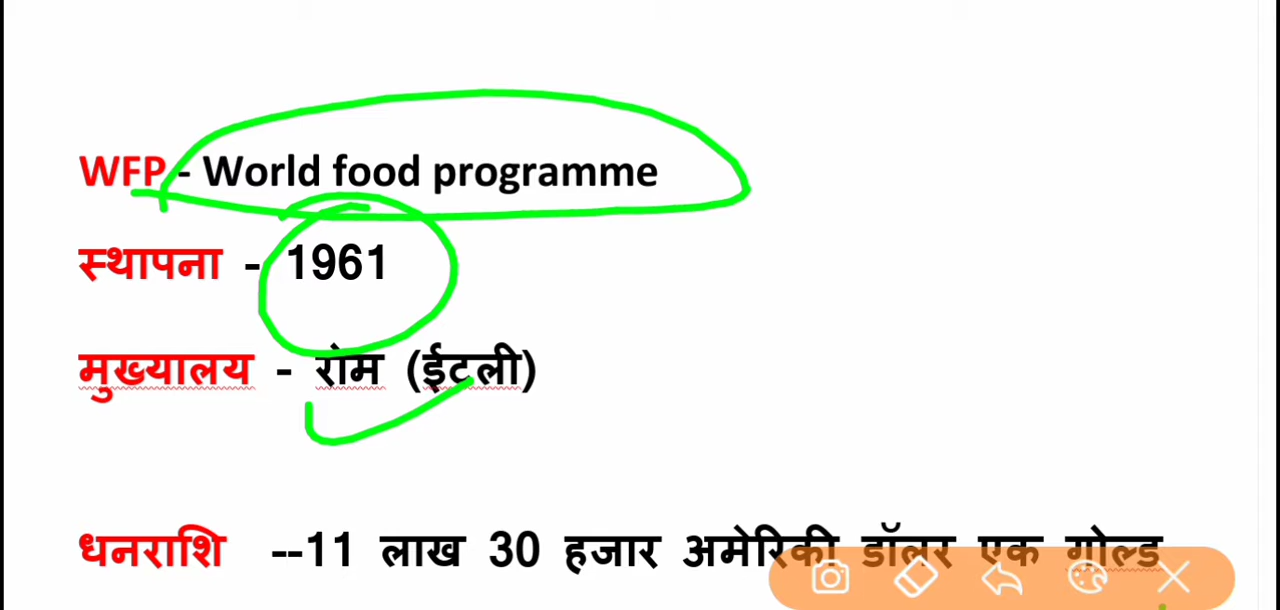 WFP - World food programme
स्थापना - 1961
मुख्यालय - रोम (ईटली)
धनराशि --11 लाख 30 हजार अमेरिकी डॉलर एक गोल्ड